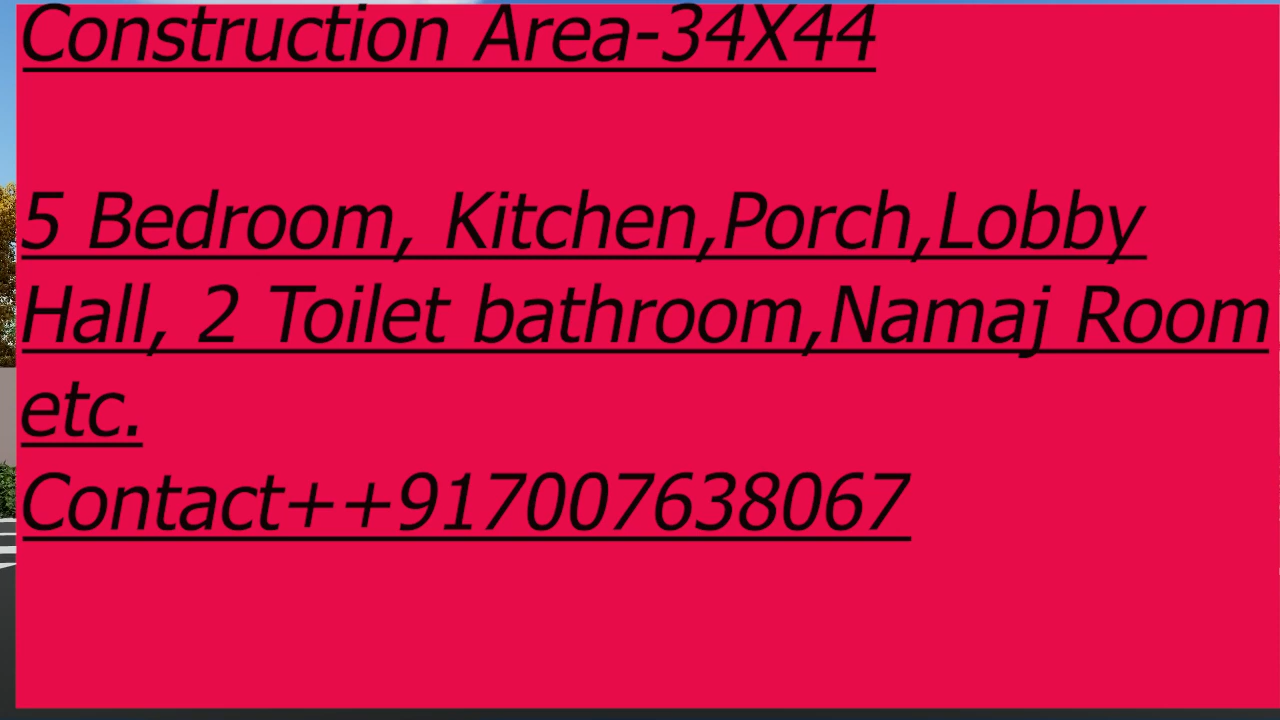 Construction Area-34X44
5 Bedroom, Kitchen,Porch,Lobby
Hall, 2 Toilet bathroom,Namaj Room
etc.
Contact++917007638067